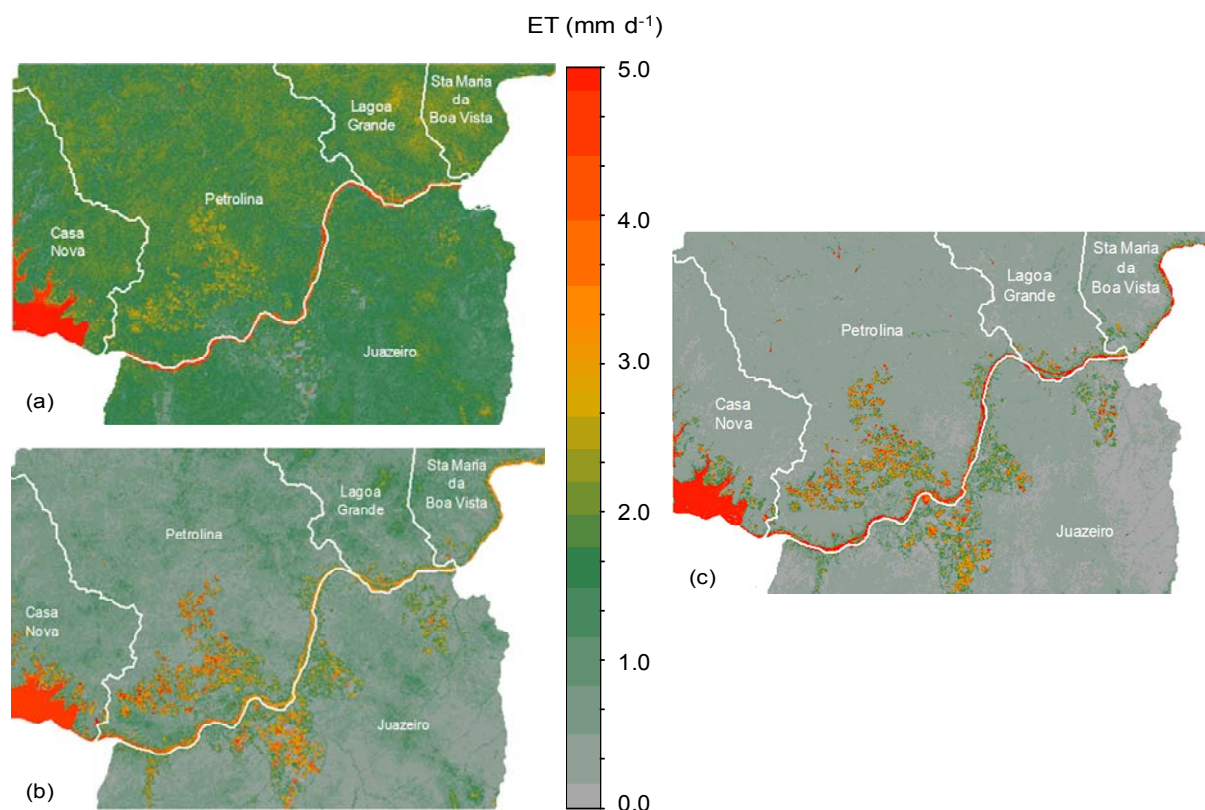 ET (mm d-1)
5.0
4.0
3.0
2.0
1.0
0.0
Sta Maria
da
Boa Vista
Lagoa
Grande
Petrolina
Casa
Nova
Juazeiro
(a)
Sta Maria
da
Boa Vista
Lagoa
Grande
Petrolina
Casa
Nova
Juazeiro
(b)
Sta Maria
da
Boa Vista
Lagoa
Grande
Petrolina
Casa
Nova
Juazeiro
(c)